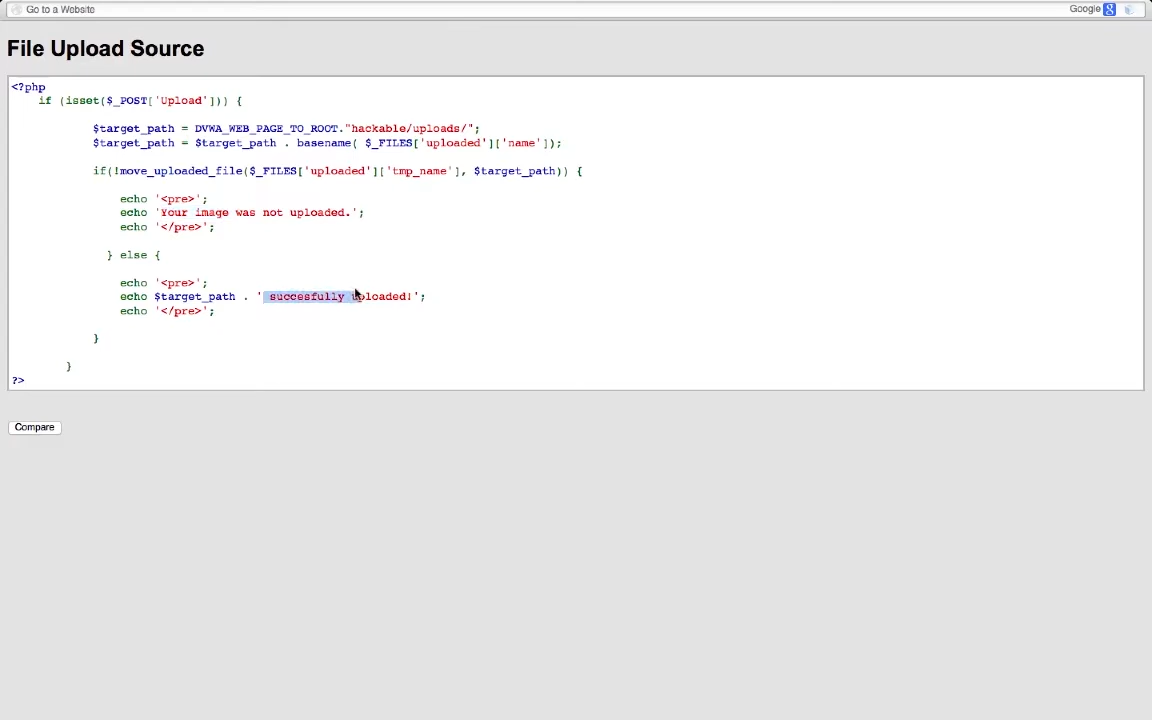 Go to a Website
Google
File Upload Source
<?php
if (isset($_POST['Upload'])) {
$target_path = DVWA_WEB_PAGE_TO_ROOT."hackable/uploads/";
$target_path = $target_path . basename( $_FILES['uploaded']['name']);
if(!move_uploaded_file($_FILES['uploaded']['tmp_name'], $target_path)) {
echo '<pre>';
echo 'Your image was not uploaded.';
echo '</pre>';
} else {
echo '<pre>';
echo $target_path . ' succesfully uploaded!';
echo '</pre>';
}
}
?>
Compare